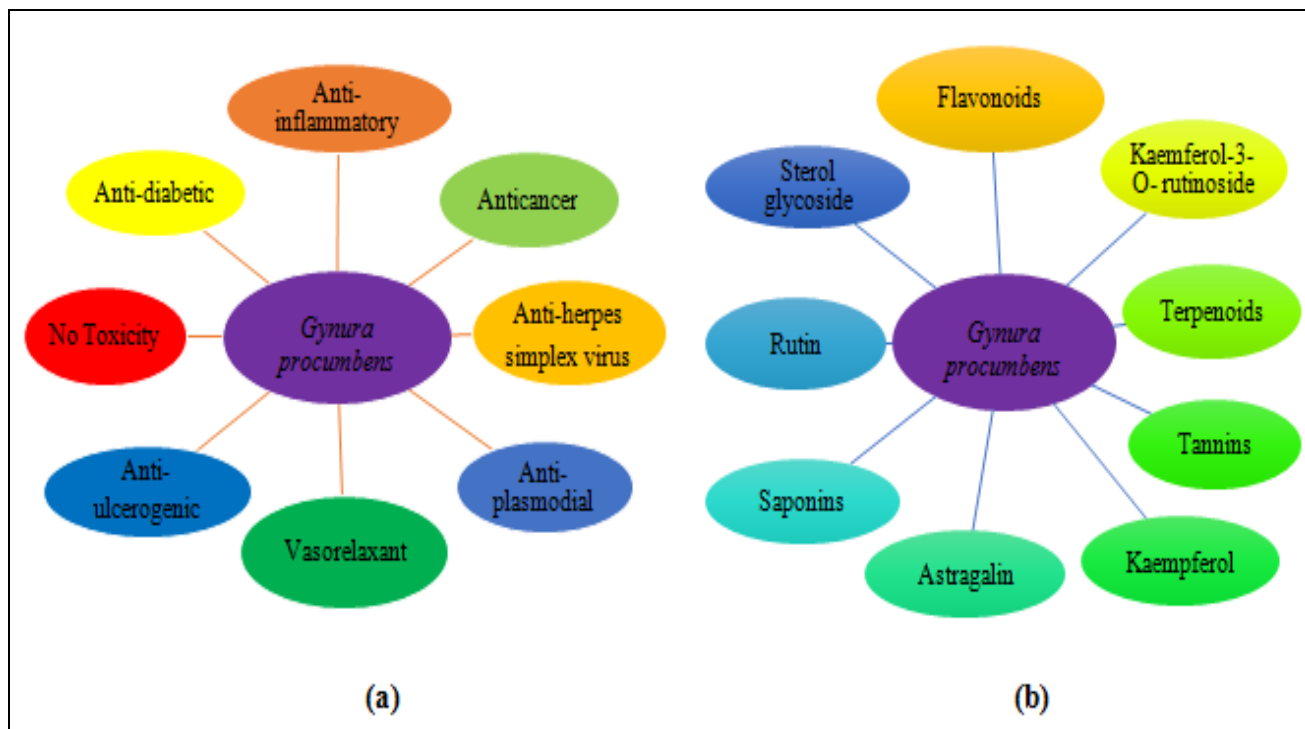 Anti-
inflammatory
Anticancer
Anti-herpes
simplex virus
Anti-
plasmodial
Vasorelaxant
Anti-
ulcerogenic
No Toxicity
Anti-diabetic
Gynura
procumbens
(a)
Flavonoids
Kaemferol-3-
O- rutinoside
Terpenoids
Tannins
Kaempferol
Astragalin
Saponins
Rutin
Sterol
glycoside
Gynura
procumbens
(b)